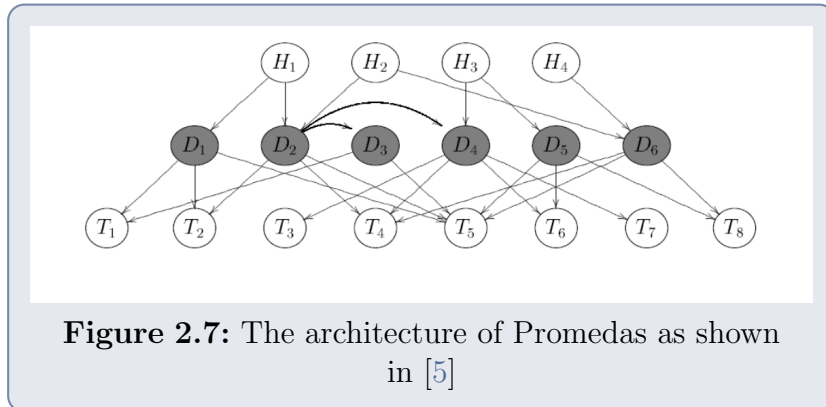 H1 H2 H3 H4
D1 D2 D3 D4 D5 D6
T1 T2 T3 T4 T5 T6 T7 T8
Figure 2.7: The architecture of Promedas as shown
in [5]